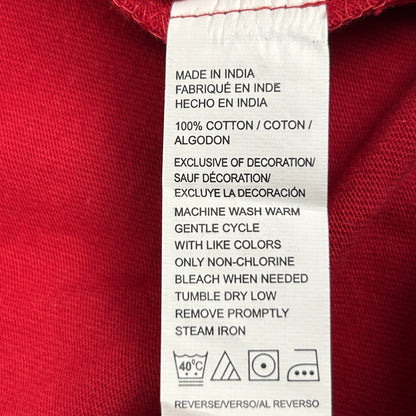 MADE IN INDIA
FABRIQUÉ EN INDE
HECHO EN INDIA
100% COTTON / COTON /
ALGODON
EXCLUSIVE OF DECORATION/
SAUF DÉCORATION/
EXCLUYE LA DECORACIÓN
MACHINE WASH WARM
GENTLE CYCLE
WITH LIKE COLORS
ONLY NON-CHLORINE
BLEACH WHEN NEEDED
TUMBLE DRY LOW
REMOVE PROMPTLY
STEAM IRON
40°C
REVERSE/VERSO/AL REVERSO